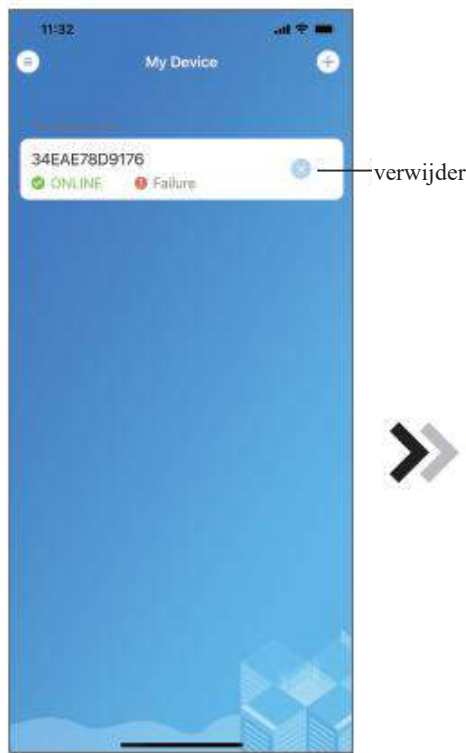 11:32
My Device
34EAE78D9176
ONLINE
Failure
verwijder